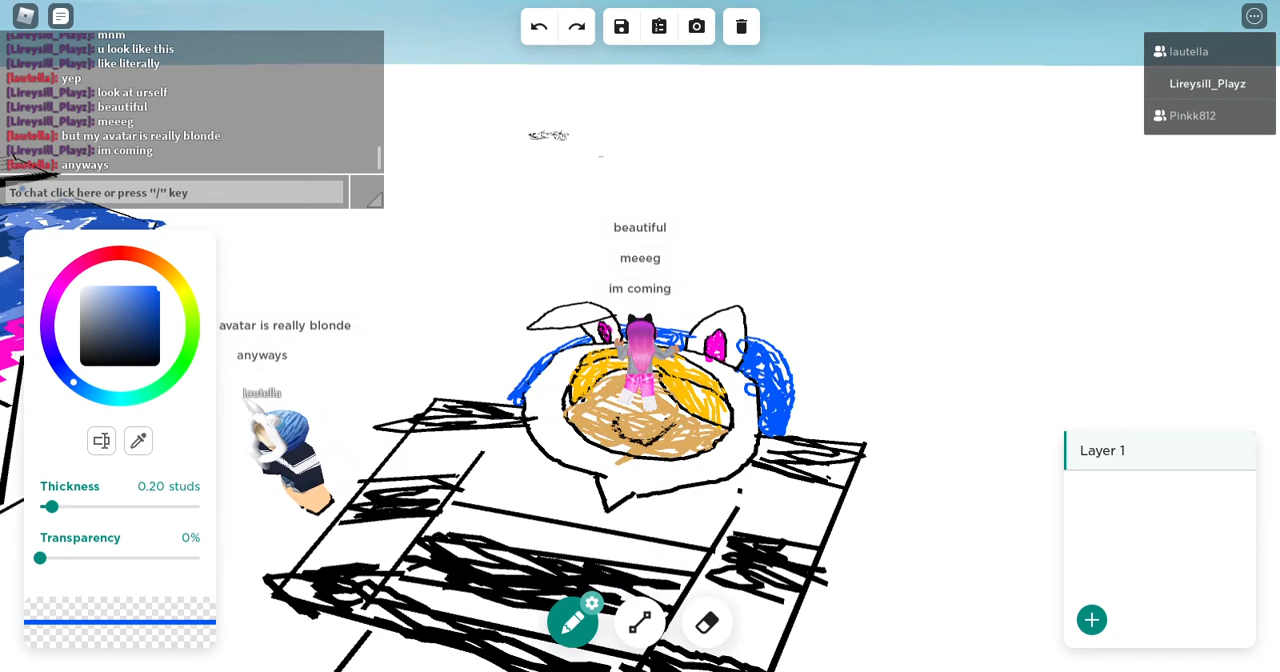 mnm
[Lireysill_Playz]: u look like this
[Lireysill_Playz]: like literally
[lautella]: yep
[Lireysill_Playz]: look at urself
[Lireysill_Playz]: beautiful
[Lireysill_Playz]: meeeg
[lautella]: but my avatar is really blonde
[Lireysill_Playz]: im coming
[lautella]: anyways
To chat click here or press "/" key
lautella
Lireysill_Playz
Pinkk812
beautiful
meeeg
im coming
avatar is really blonde
anyways
lautella
Thickness 0.20 studs
Transparency 0%
Layer 1